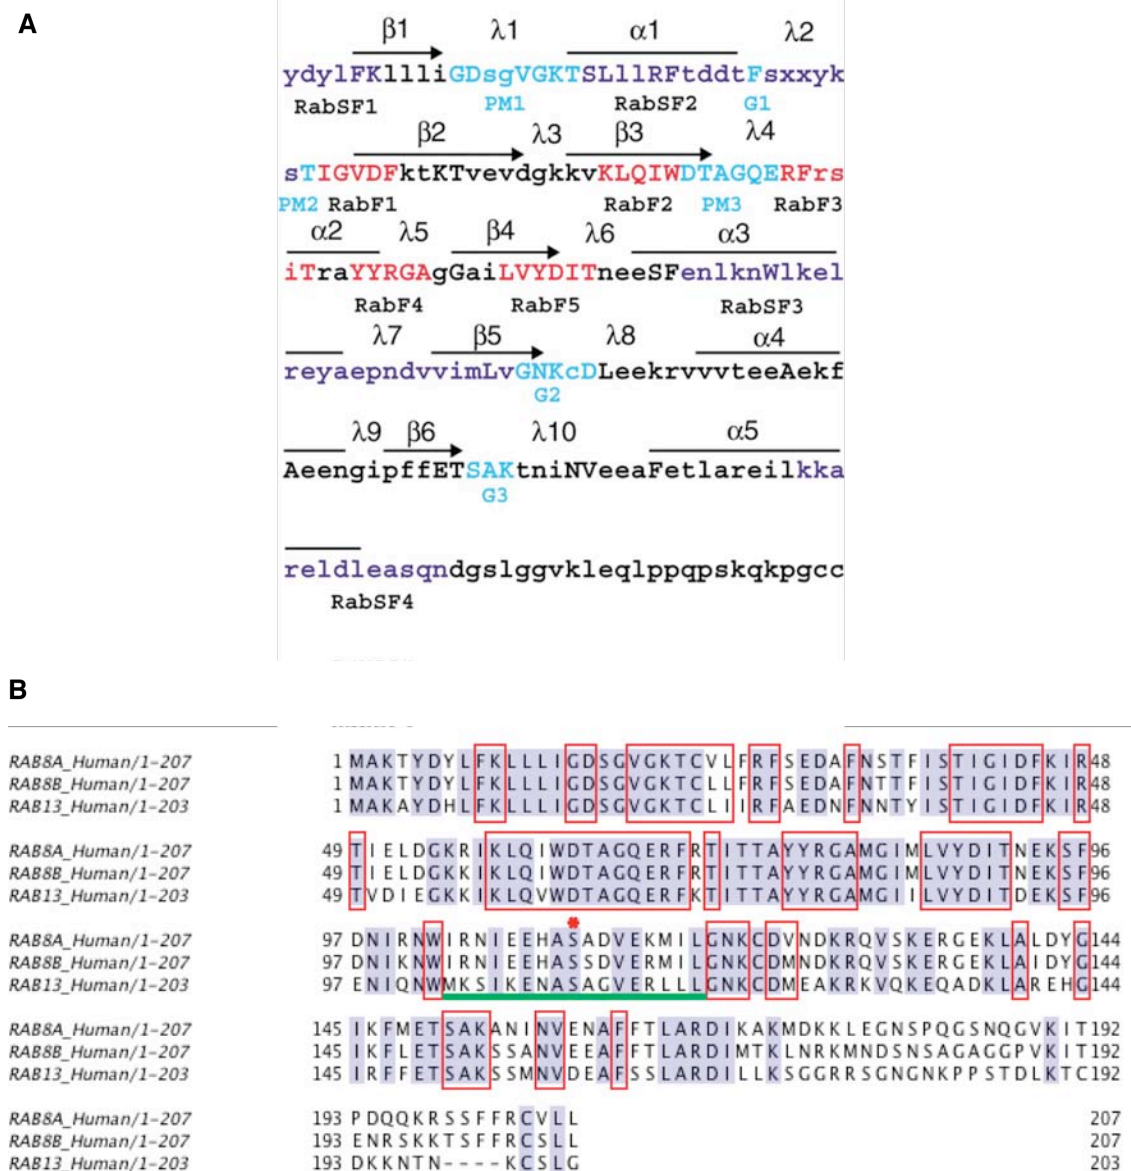 A
β1 λ1 α1 λ2
ydylFKllliGDsgVGKTSLllRFtddtFsxxyk
RabSF1 PM1 RabSF2 G1
β2 λ3 β3 λ4
sTIGVDFktKTvevdgkkvKLQIWDTAGQERFrs
PM2 RabF1 RabF2 PM3 RabF3
α2 λ5 β4 λ6 α3
iTraYYRGAgGaiLVYDITneeSFenlknWlkel
RabF4 RabF5 RabSF3
λ7 β5 λ8 α4
reyaepndvvimLvGNKcDLeekrvvvteeAekf
G2
λ9 β6 λ10 α5
AeengipffETSAKtniNVeeaFetlareilkka
G3
reldleasqndgslggvkleqlppqpskqkpgcc
RabSF4
B
RAB8A_Human/1-207 1 MAKTYDYLFKLLLIGDSGVGKTCVLFRFSEDAFNSTFISTIGIDFKIR 48
RAB8B_Human/1-207 1 MAKTYDYLFKLLLIGDSGVGKTCLLFRFSEDAFNTTFISTIGIDFKIR 48
RAB13_Human/1-203 1 MAKAYDHLFKLLLIGDSGVGKTCLIIRFAEDNFNNTYISTIGIDFKIR 48
RAB8A_Human/1-207 49 TIELDGKRIKLQIWDTAGQERFRTITTAYYRGAMGIMLVYDITNEKSF 96
RAB8B_Human/1-207 49 TIELDGKKIKLQIWDTAGQERFRTITTAYYRGAMGIMLVYDITDEKSF 96
RAB13_Human/1-203 49 TVDIEGKKIKLQVWDTAGQERFKTITTAYYRGAMGIILVYDITDEKSF 96
*
RAB8A_Human/1-207 97 DNIRNWIRNIEEHASADVEKMILGNKCDVNDKRQVSKERGEKLALDYG 144
RAB8B_Human/1-207 97 DNIKNWIRNIEEHASSDVERMILGNKCDMNDKRQVSKERGEKLAIDYG 144
RAB13_Human/1-203 97 ENIQNWMKSIKENASAGVERLLLGNKCDMEAKRKVQKEQADKLAREHG 144
RAB8A_Human/1-207 145 IKFMETSAKANINVENAFFTLARDIKAKMDKKLEGNSPQGSNQGVKIT 192
RAB8B_Human/1-207 145 IKFLETSAKSSANVEEAFFTLARDIMTKLNRKMNDSNSAGAGGPVKIT 192
RAB13_Human/1-203 145 IRFFETSAKSSMNVDEAFSSLARDILLKSGGRRSGNGNKPPSTDLKTC 192
RAB8A_Human/1-207 193 PDQQKRSSFFRCVLL 207
RAB8B_Human/1-207 193 ENRSKKTSFFRCSLL 207
RAB13_Human/1-203 193 DKKNTN----KCSLG 203